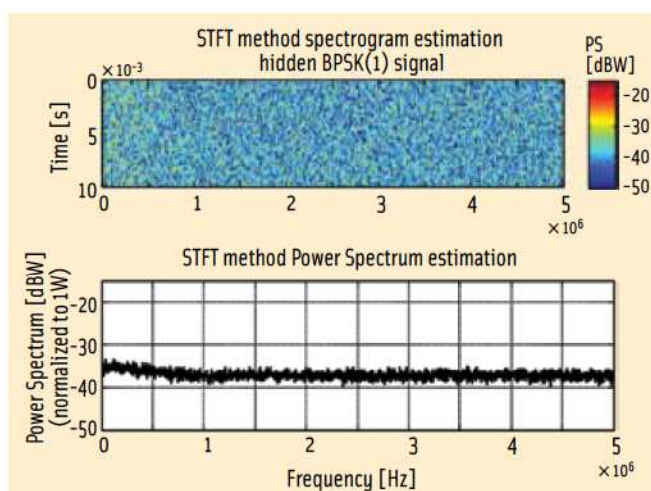 STFT method spectrogram estimation
hidden BPSK(1) signal
PS
[dBW]
×10⁻³
0
5
10
Time [s]
0 1 2 3 4 5
×10⁶
-20
-30
-40
-50
STFT method Power Spectrum estimation
Power Spectrum [dBW]
(normalized to 1W)
-20
-30
-40
-50
0 1 2 3 4 5
×10⁶
Frequency [Hz]